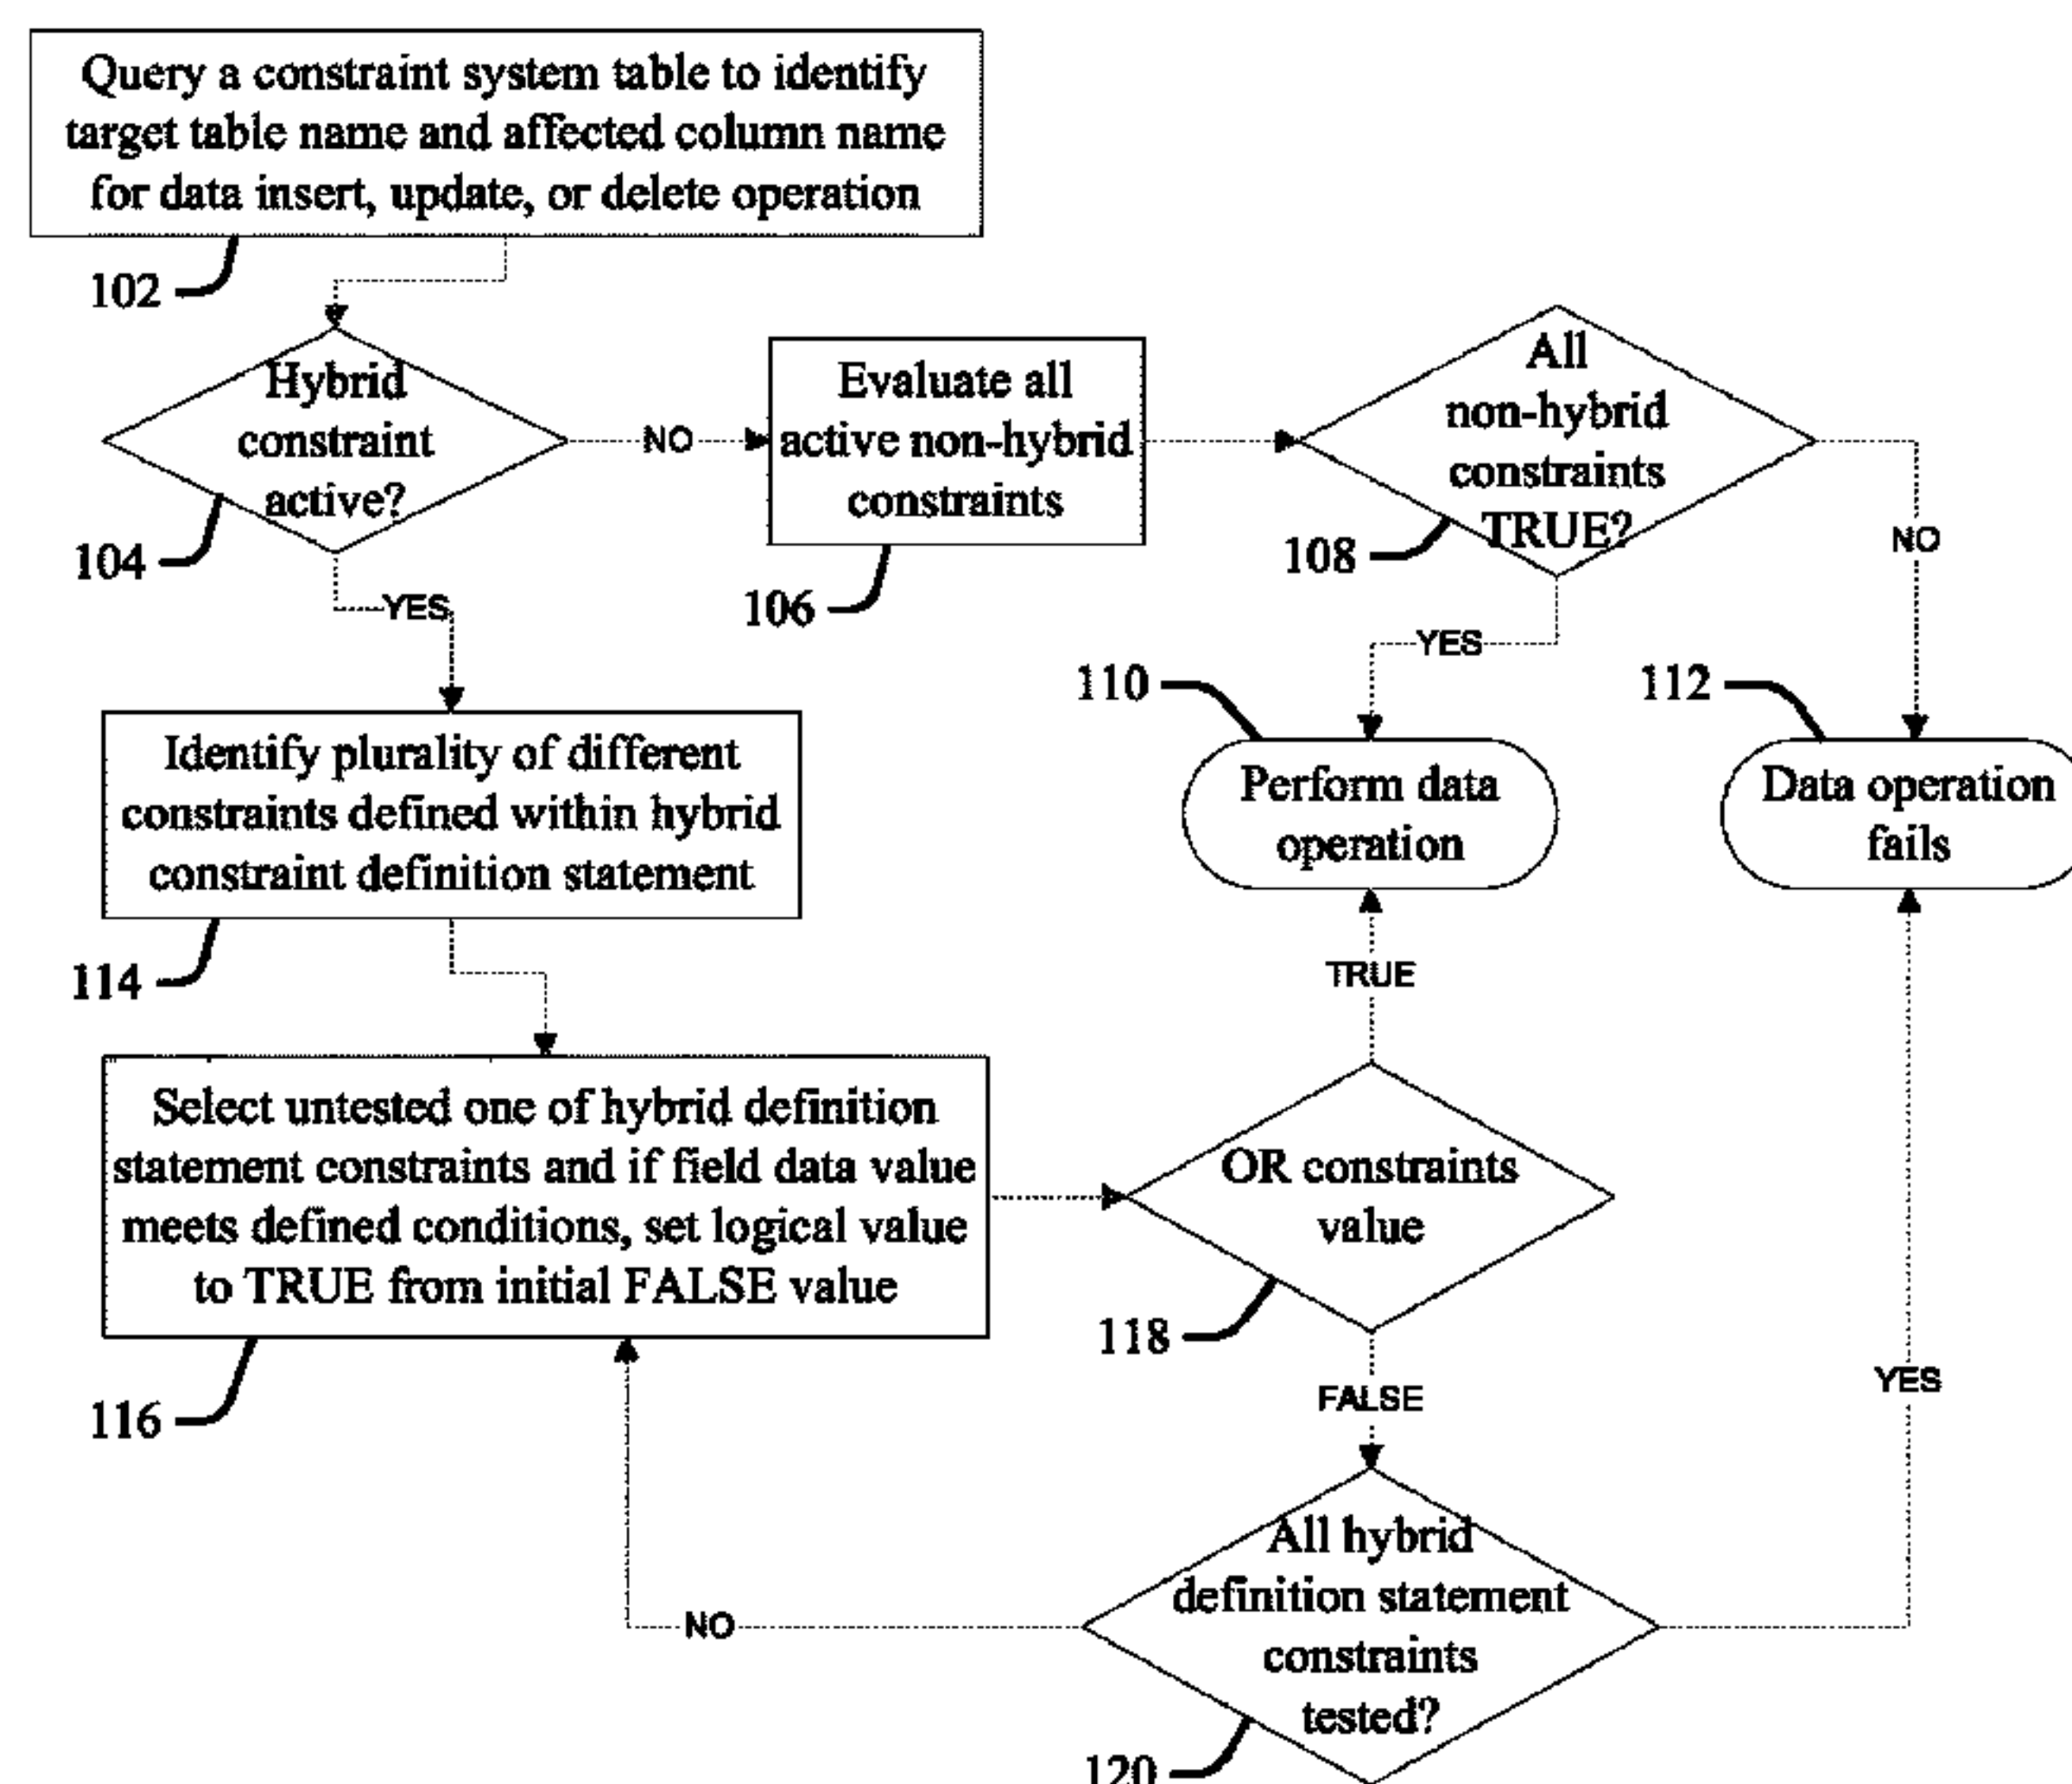 Query a constraint system table to identify
target table name and affected column name
for data insert, update, or delete operation
102
Hybrid
constraint
active?
104
NO
Evaluate all
active non-hybrid
constraints
106
All
non-hybrid
constraints
TRUE?
108
NO
YES
YES
110
112
Perform data
operation
Data operation
fails
Identify plurality of different
constraints defined within hybrid
constraint definition statement
114
TRUE
Select untested one of hybrid definition
statement constraints and if field data value
meets defined conditions, set logical value
to TRUE from initial FALSE value
116
OR constraints
value
118
FALSE
YES
All hybrid
definition statement
constraints
tested?
NO
120